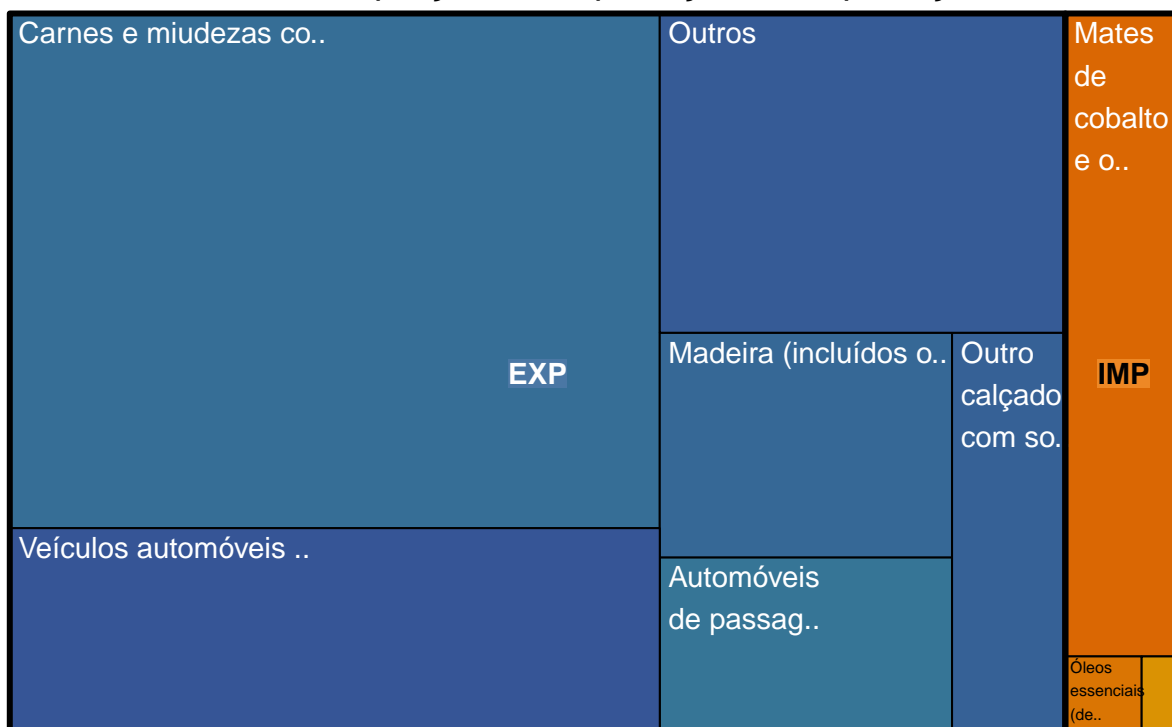 Carnes e miudezas co..
Outros
Mates
de
cobalto
e o..
EXP
Madeira (incluídos o..
Outro
calçado
com so.
IMP
Veículos automóveis ..
Automóveis
de passag..
Óleos
essenciais
(de..